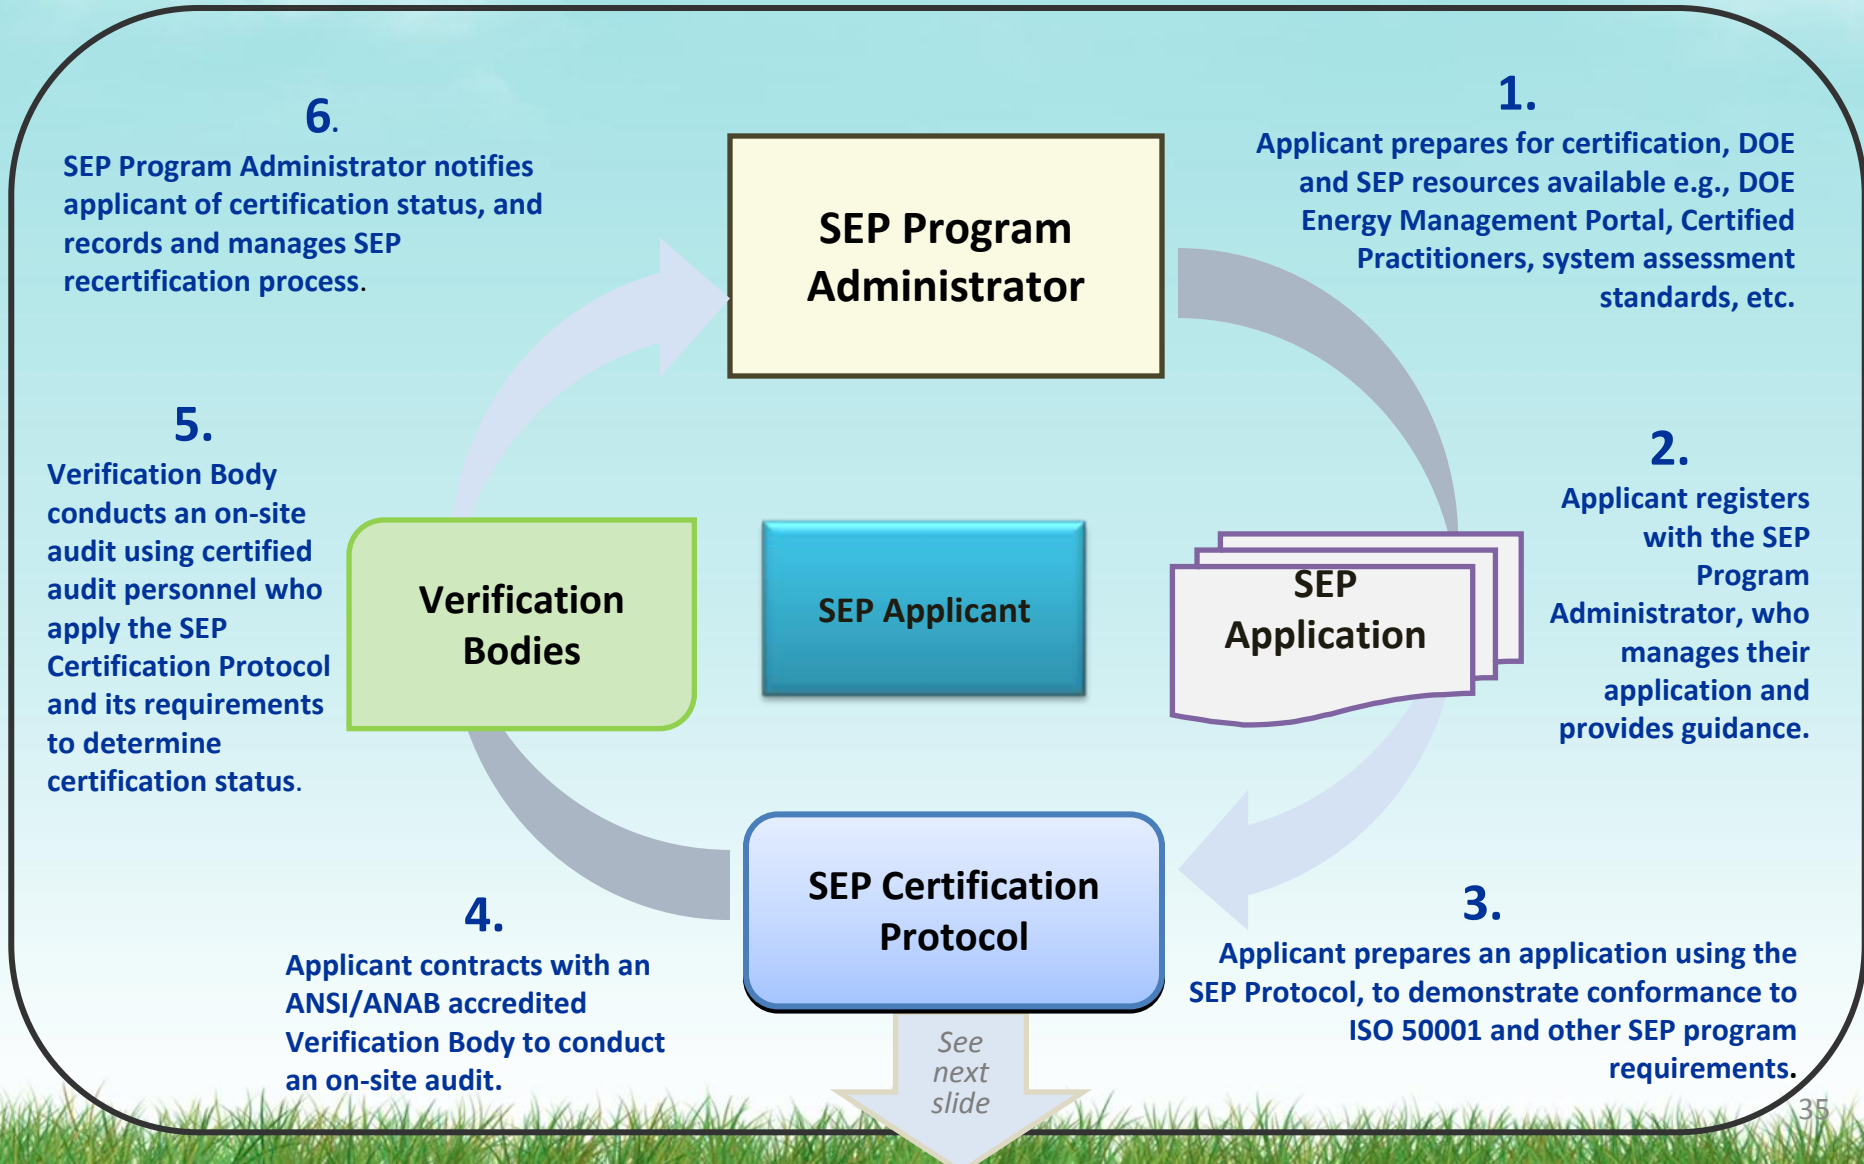 1.
Applicant prepares for certification, DOE
and SEP resources available e.g., DOE
Energy Management Portal, Certified
Practitioners, system assessment
standards, etc.
2.
Applicant registers
with the SEP
Program
Administrator, who
manages their
application and
provides guidance.
3.
Applicant prepares an application using the
SEP Protocol, to demonstrate conformance to
ISO 50001 and other SEP program
requirements.
4.
Applicant contracts with an
ANSI/ANAB accredited
Verification Body to conduct
an on-site audit.
5.
Verification Body
conducts an on-site
audit using certified
audit personnel who
apply the SEP
Certification Protocol
and its requirements
to determine
certification status.
6.
SEP Program Administrator notifies
applicant of certification status, and
records and manages SEP
recertification process.
SEP Program
Administrator
SEP
Application
SEP Certification
Protocol
Verification
Bodies
SEP Applicant
See
next
slide
35